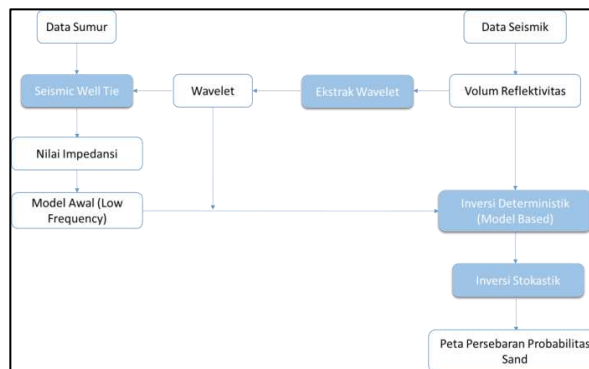 Data Sumur
Data Seismik
Seismic Well Tie
Wavelet
Ekstrak Wavelet
Volum Reflektivitas
Nilai Impedansi
Model Awal (Low
Frequency)
Inversi Deterministik
(Model Based)
Inversi Stokastik
Peta Persebaran Probabilitas
Sand